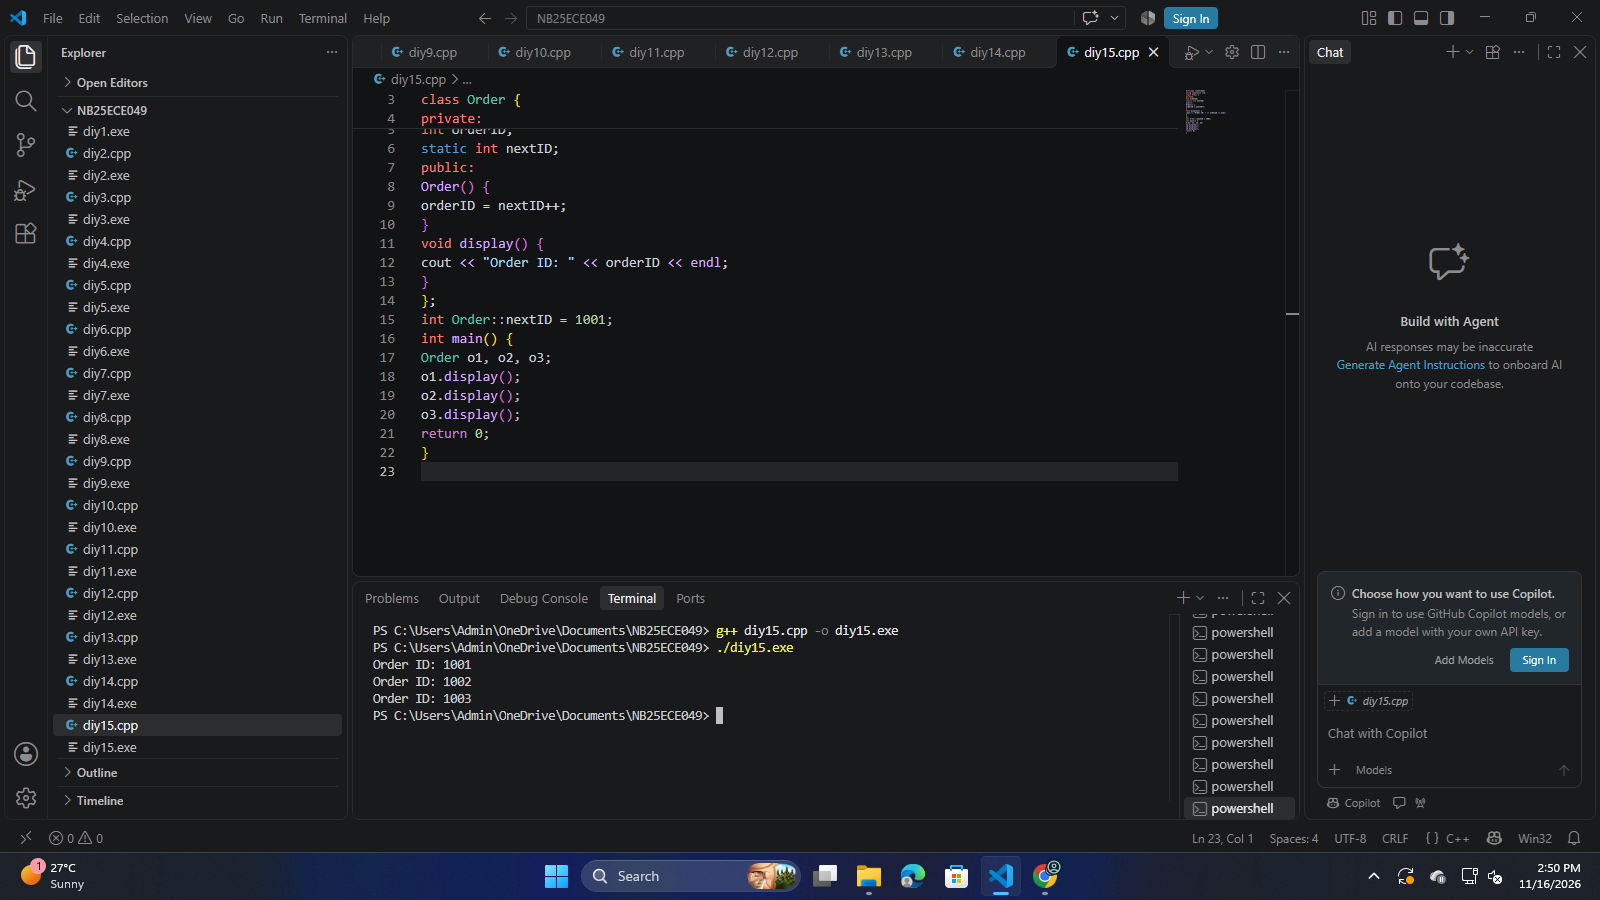 File Edit Selection View Go Run Terminal Help
NB25ECE049
Sign In
Explorer
Open Editors
NB25ECE049
diy1.exe
diy2.cpp
diy2.exe
diy3.cpp
diy3.exe
diy4.cpp
diy4.exe
diy5.cpp
diy5.exe
diy6.cpp
diy6.exe
diy7.cpp
diy7.exe
diy8.cpp
diy8.exe
diy9.cpp
diy9.exe
diy10.cpp
diy10.exe
diy11.cpp
diy11.exe
diy12.cpp
diy12.exe
diy13.cpp
diy13.exe
diy14.cpp
diy14.exe
diy15.cpp
diy15.exe
Outline
Timeline
diy9.cpp diy10.cpp diy11.cpp diy12.cpp diy13.cpp diy14.cpp diy15.cpp
diy15.cpp > ...
3 class Order {
4 private:
5 int orderID;
6 static int nextID;
7 public:
8 Order() {
9 orderID = nextID++;
10 }
11 void display() {
12 cout << "Order ID: " << orderID << endl;
13 }
14 };
15 int Order::nextID = 1001;
16 int main() {
17 Order o1, o2, o3;
18 o1.display();
19 o2.display();
20 o3.display();
21 return 0;
22 }
23
Problems Output Debug Console Terminal Ports
PS C:\Users\Admin\OneDrive\Documents\NB25ECE049> g++ diy15.cpp -o diy15.exe
PS C:\Users\Admin\OneDrive\Documents\NB25ECE049> ./diy15.exe
Order ID: 1001
Order ID: 1002
Order ID: 1003
PS C:\Users\Admin\OneDrive\Documents\NB25ECE049>
powershell
powershell
powershell
powershell
powershell
powershell
powershell
powershell
powershell
powershell
Chat
Build with Agent
AI responses may be inaccurate
Generate Agent Instructions to onboard AI
onto your codebase.
Choose how you want to use Copilot.
Sign in to use GitHub Copilot models, or
add a model with your own API key.
Add Models Sign In
diy15.cpp
Chat with Copilot
Models
Copilot
0 0
Ln 23, Col 1 Spaces: 4 UTF-8 CRLF {} C++ Win32
1
27°C
Sunny
Search
2:50 PM
11/16/2026